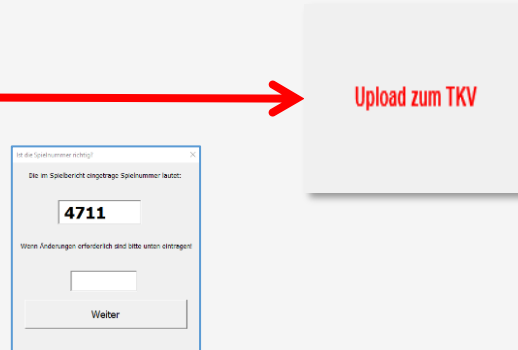 Upload zum TKV
Ist die Spielnummer richtig?
Die im Spielbericht eingetrage Spielnummer lautet:
4711
Wenn Änderungen erforderlich sind bitte unten eintragen!
Weiter